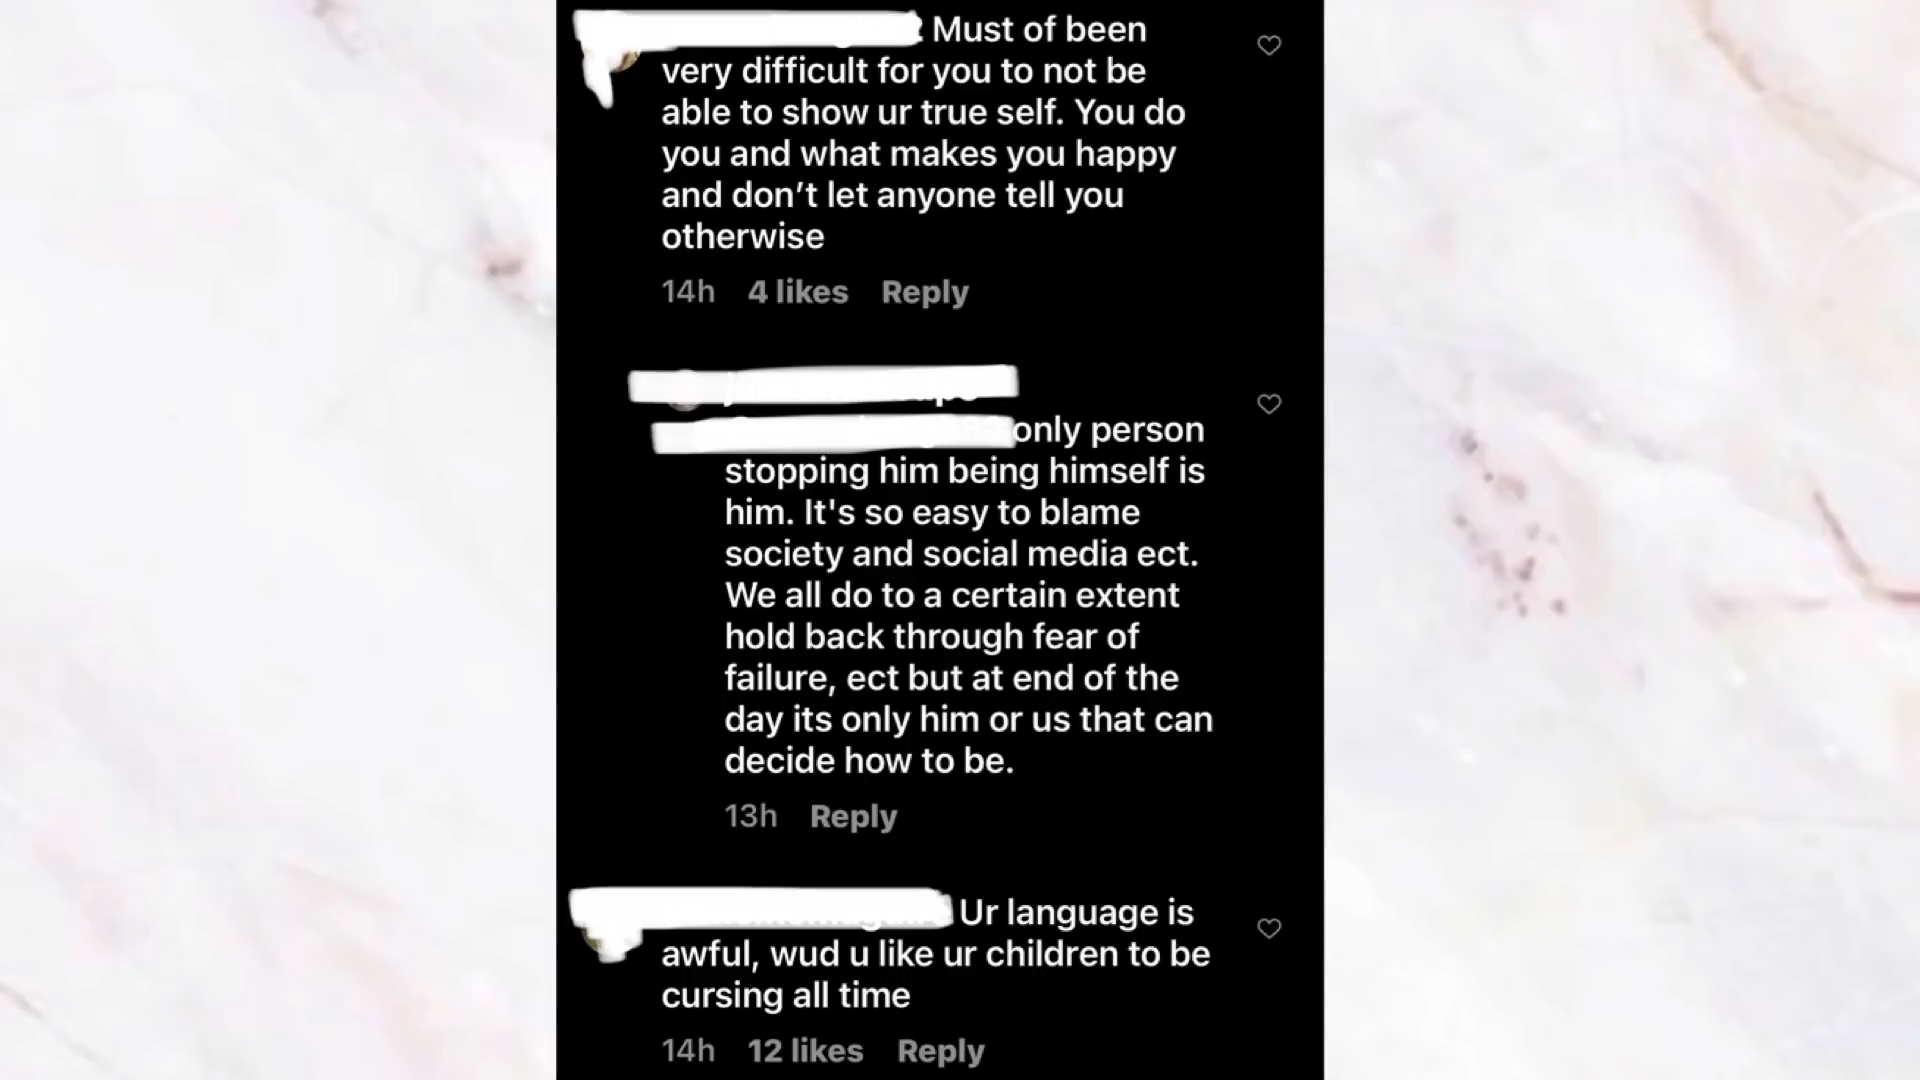 Must of been
very difficult for you to not be
able to show ur true self. You do
you and what makes you happy
and don’t let anyone tell you
otherwise
14h 4 likes Reply
only person
stopping him being himself is
him. It's so easy to blame
society and social media ect.
We all do to a certain extent
hold back through fear of
failure, ect but at end of the
day its only him or us that can
decide how to be.
13h Reply
Ur language is
awful, wud u like ur children to be
cursing all time
14h 12 likes Reply